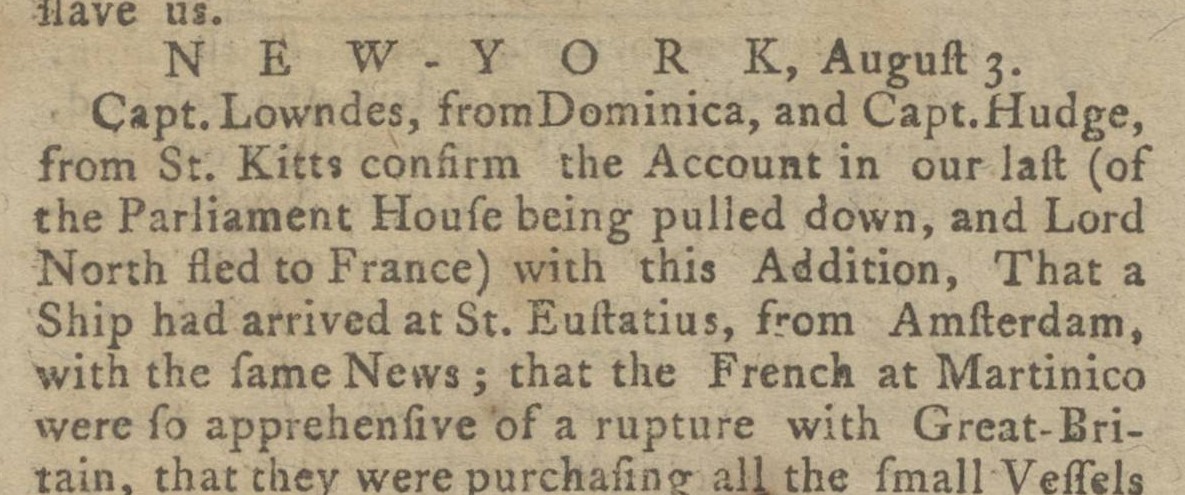 ſlave us.
NEW-YORK, Auguſt 3.
Capt. Lowndes, from Dominica, and Capt. Hudge,
from St. Kitts confirm the Account in our laſt (of
the Parliament Houſe being pulled down, and Lord
North fled to France) with this Addition, That a
Ship had arrived at St. Euſtatius, from Amſterdam,
with the ſame News; that the French at Martinico
were ſo apprehenſive of a rupture with Great-Bri-
tain, that they were purchaſing all the ſmall Veſſels